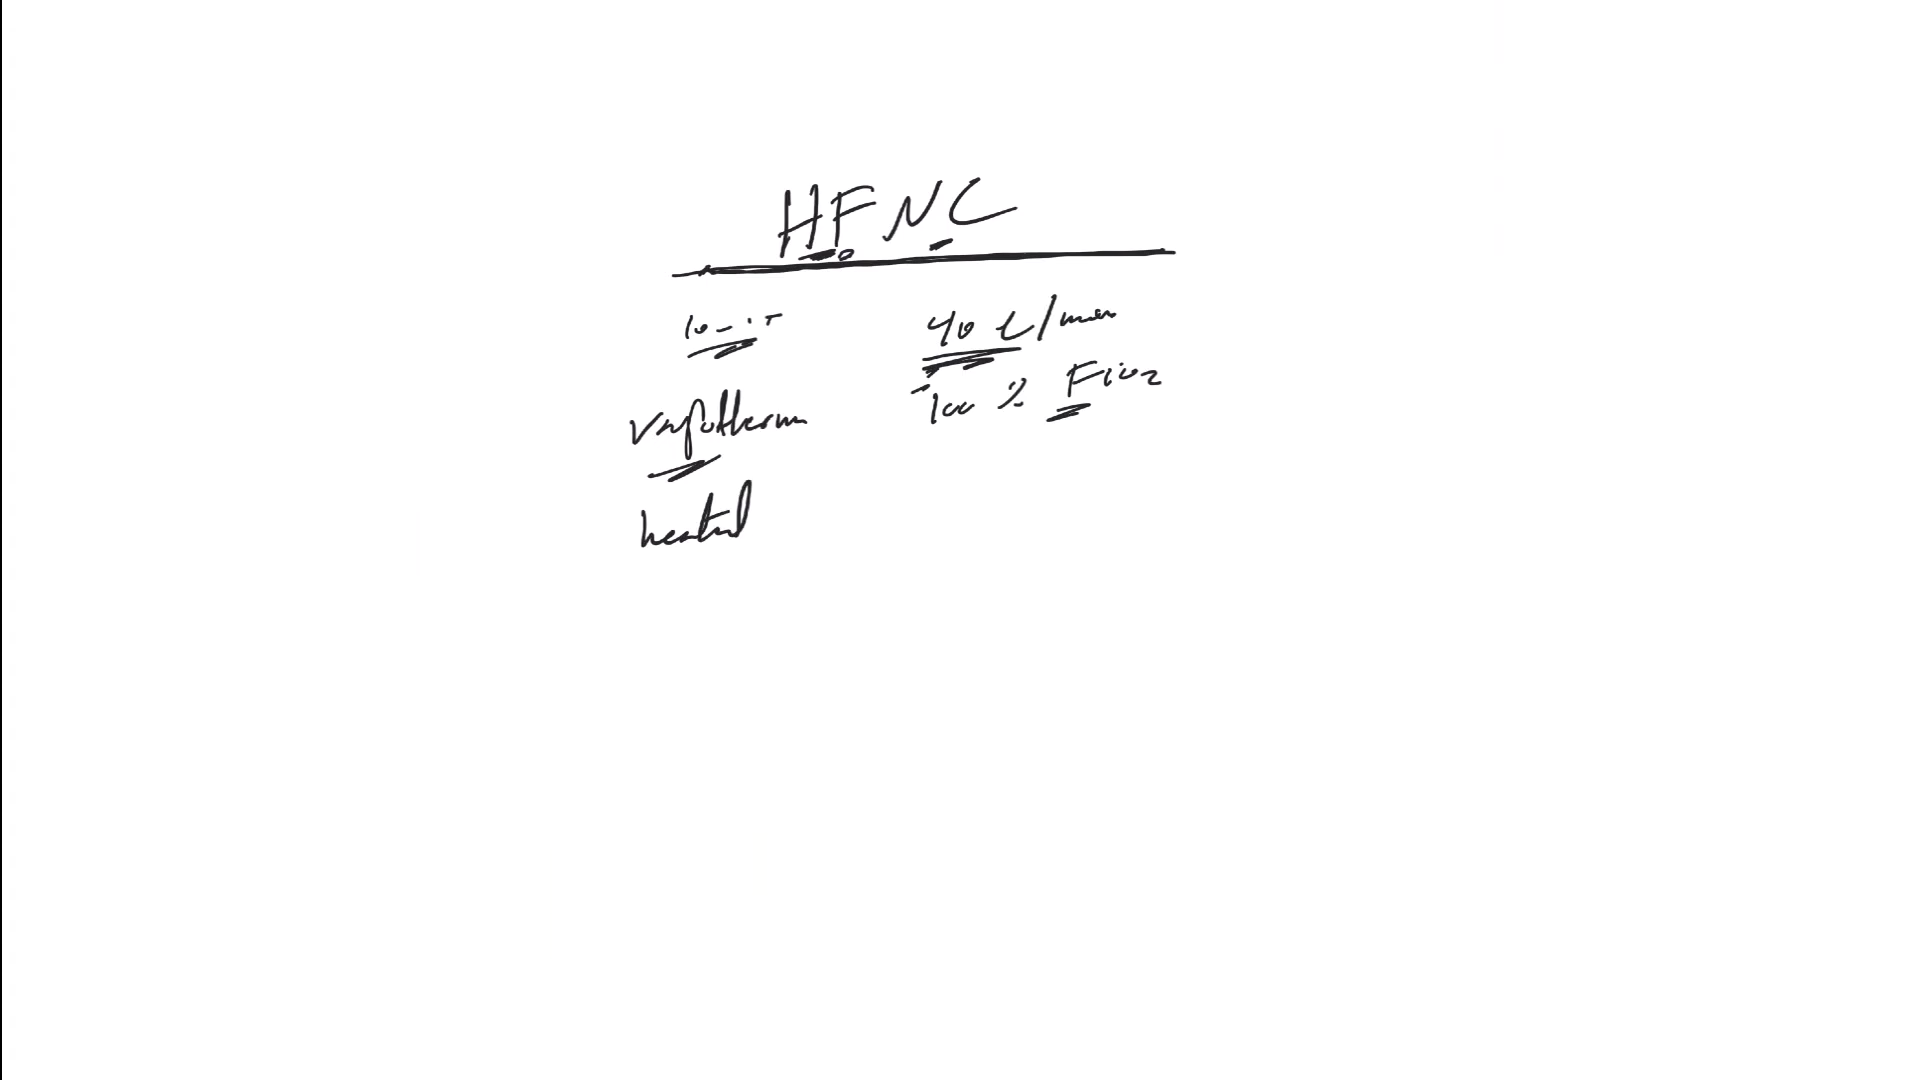 HFNC
40 L/min
100 % FiO2
vapotherm
heated